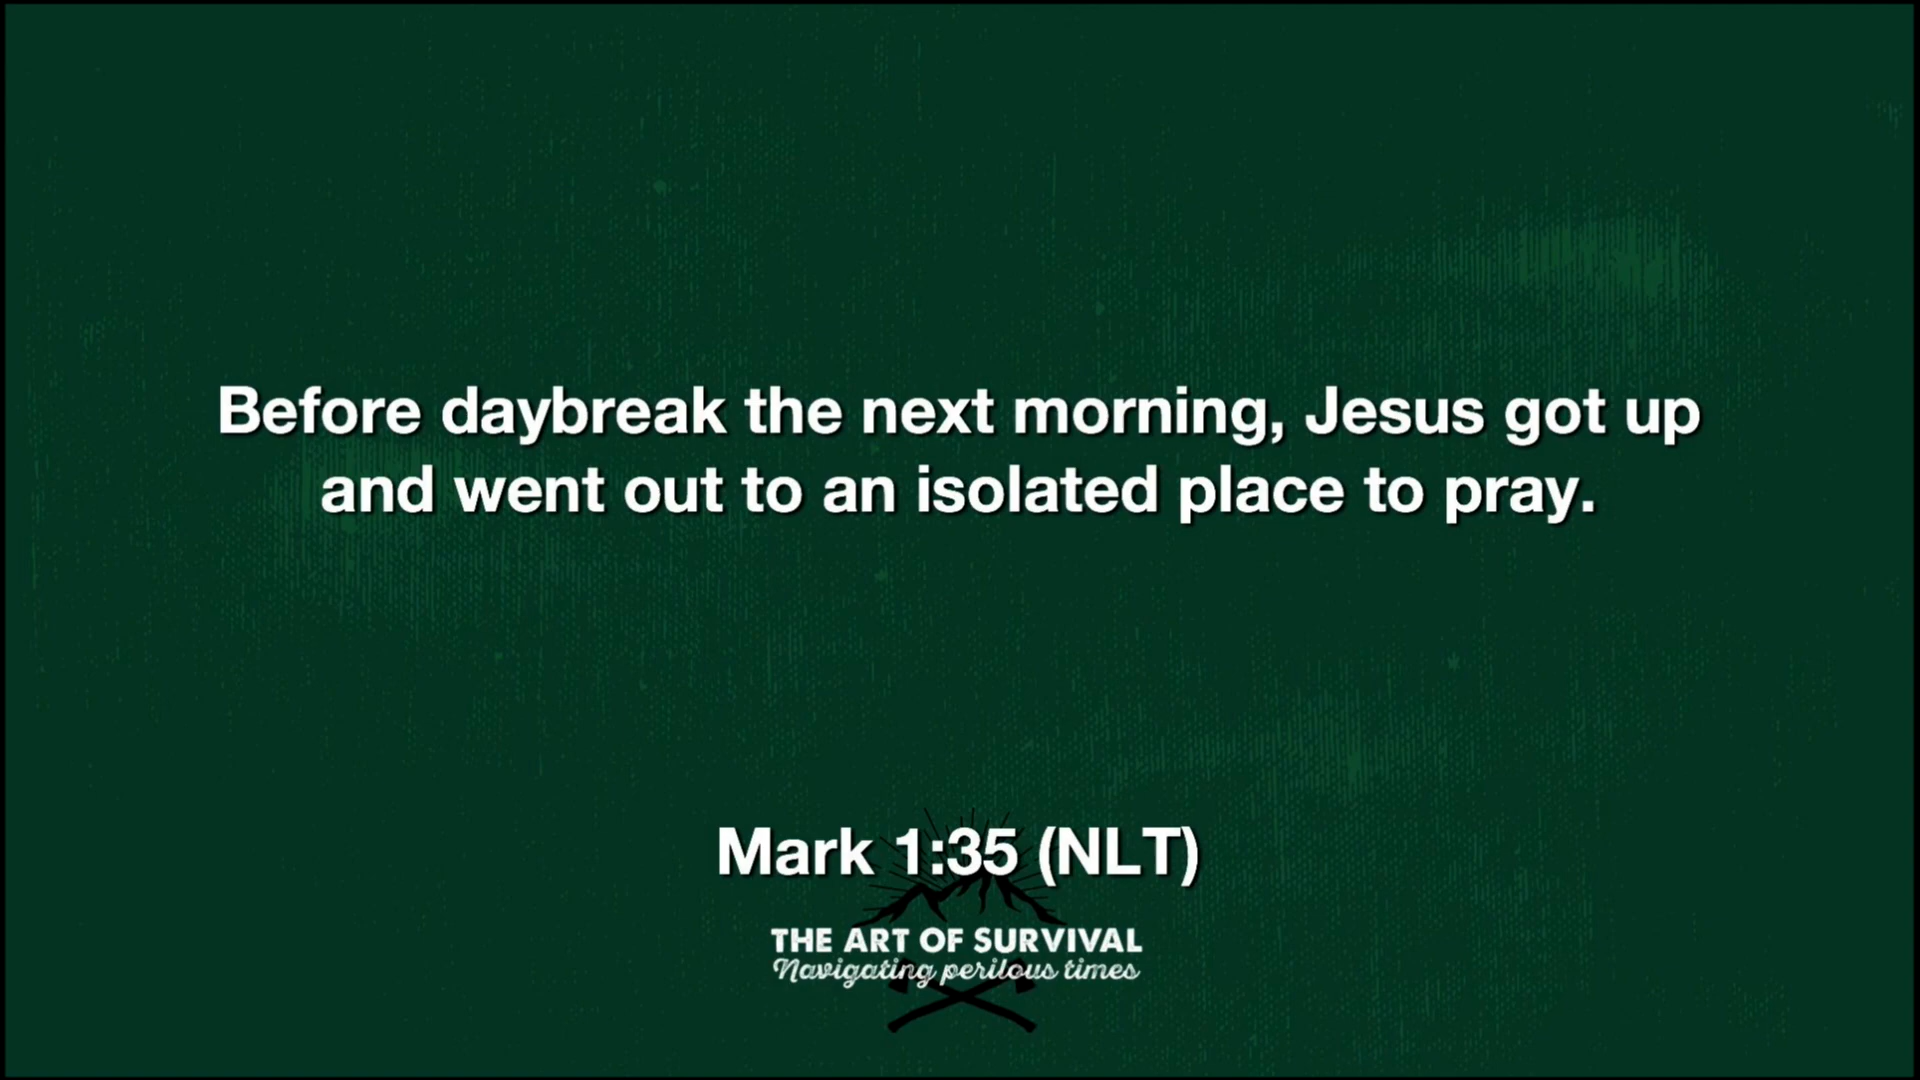 Before daybreak the next morning, Jesus got up
and went out to an isolated place to pray.
Mark 1:35 (NLT)
THE ART OF SURVIVAL
Navigating perilous times